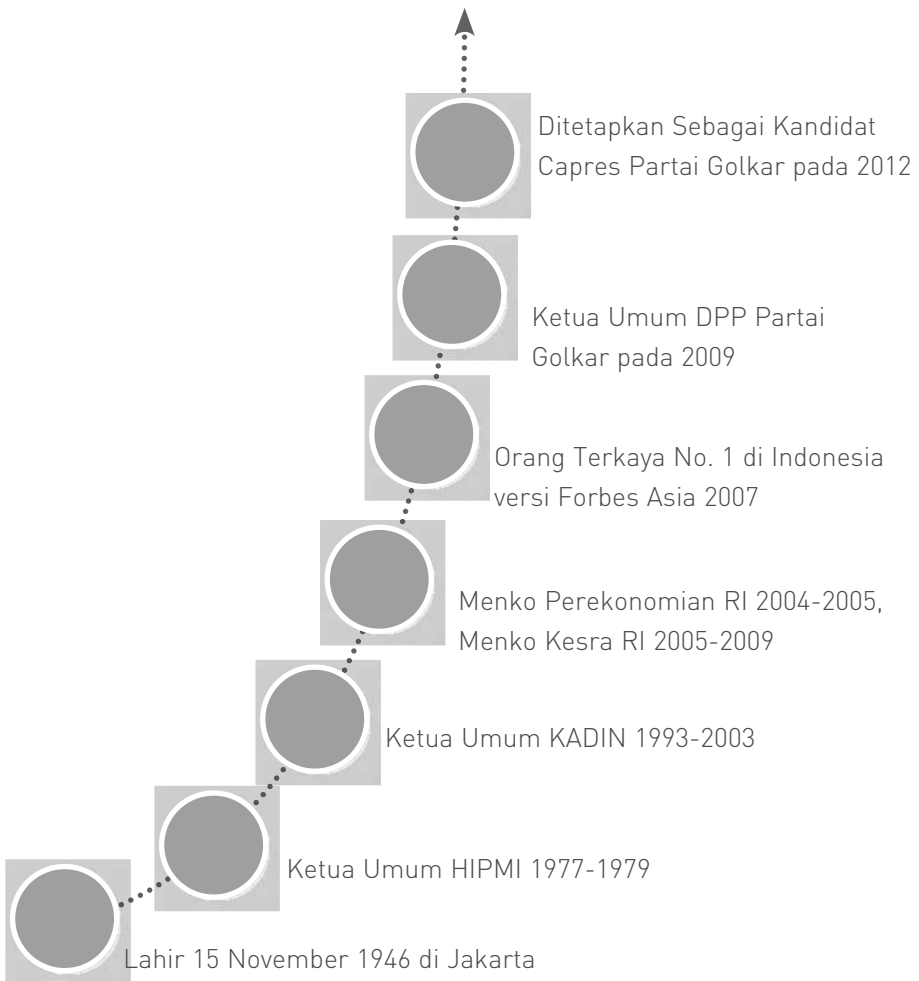 Ditetapkan Sebagai Kandidat
Capres Partai Golkar pada 2012
Ketua Umum DPP Partai
Golkar pada 2009
Orang Terkaya No. 1 di Indonesia
versi Forbes Asia 2007
Menko Perekonomian RI 2004-2005,
Menko Kesra RI 2005-2009
Ketua Umum KADIN 1993-2003
Ketua Umum HIPMI 1977-1979
Lahir 15 November 1946 di Jakarta